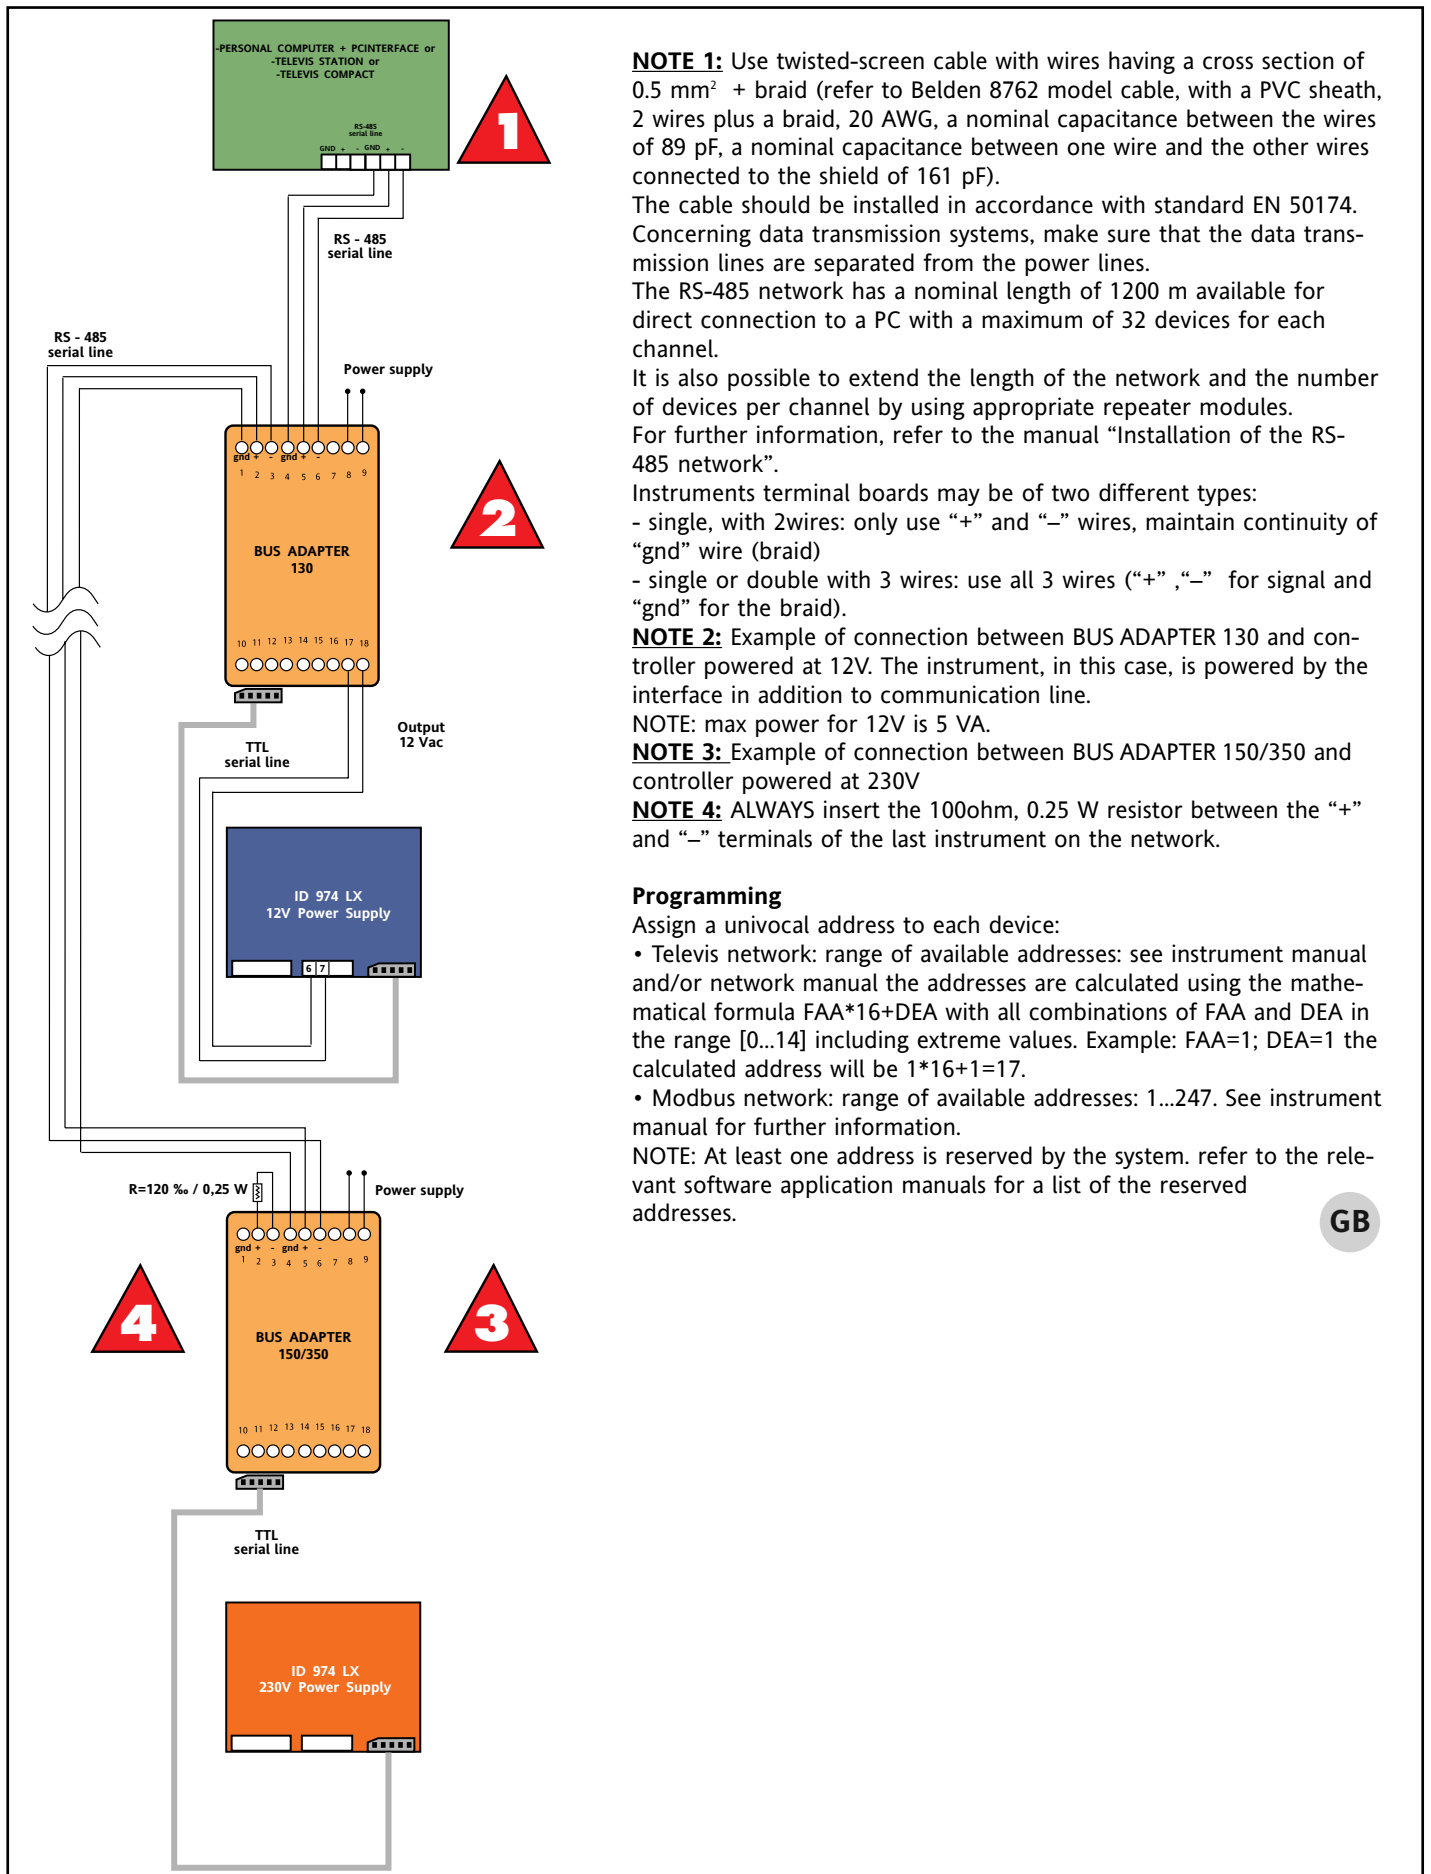 -PERSONAL COMPUTER + PCINTERFACE or
-TELEVIS STATION or
-TELEVIS COMPACT
RS-485
serial line
GND + - GND + -
1
RS - 485
serial line
RS - 485
serial line
Power supply
gnd + - gnd + -
1 2 3 4 5 6 7 8 9
2
BUS ADAPTER
130
10 11 12 13 14 15 16 17 18
Output
12 Vac
TTL
serial line
ID 974 LX
12V Power Supply
6 7
R=120 ‰ / 0,25 W
Power supply
gnd + - gnd + -
1 2 3 4 5 6 7 8 9
4
3
BUS ADAPTER
150/350
10 11 12 13 14 15 16 17 18
TTL
serial line
ID 974 LX
230V Power Supply
NOTE 1: Use twisted-screen cable with wires having a cross section of
0.5 mm² + braid (refer to Belden 8762 model cable, with a PVC sheath,
2 wires plus a braid, 20 AWG, a nominal capacitance between the wires
of 89 pF, a nominal capacitance between one wire and the other wires
connected to the shield of 161 pF).
The cable should be installed in accordance with standard EN 50174.
Concerning data transmission systems, make sure that the data trans-
mission lines are separated from the power lines.
The RS-485 network has a nominal length of 1200 m available for
direct connection to a PC with a maximum of 32 devices for each
channel.
It is also possible to extend the length of the network and the number
of devices per channel by using appropriate repeater modules.
For further information, refer to the manual “Installation of the RS-
485 network”.
Instruments terminal boards may be of two different types:
- single, with 2wires: only use “+” and “–” wires, maintain continuity of
“gnd” wire (braid)
- single or double with 3 wires: use all 3 wires (“+” ,“–” for signal and
“gnd” for the braid).
NOTE 2: Example of connection between BUS ADAPTER 130 and con-
troller powered at 12V. The instrument, in this case, is powered by the
interface in addition to communication line.
NOTE: max power for 12V is 5 VA.
NOTE 3: Example of connection between BUS ADAPTER 150/350 and
controller powered at 230V
NOTE 4: ALWAYS insert the 100ohm, 0.25 W resistor between the “+”
and “–” terminals of the last instrument on the network.
Programming
Assign a univocal address to each device:
• Televis network: range of available addresses: see instrument manual
and/or network manual the addresses are calculated using the mathe-
matical formula FAA*16+DEA with all combinations of FAA and DEA in
the range [0...14] including extreme values. Example: FAA=1; DEA=1 the
calculated address will be 1*16+1=17.
• Modbus network: range of available addresses: 1...247. See instrument
manual for further information.
NOTE: At least one address is reserved by the system. refer to the rele-
vant software application manuals for a list of the reserved
addresses.
GB